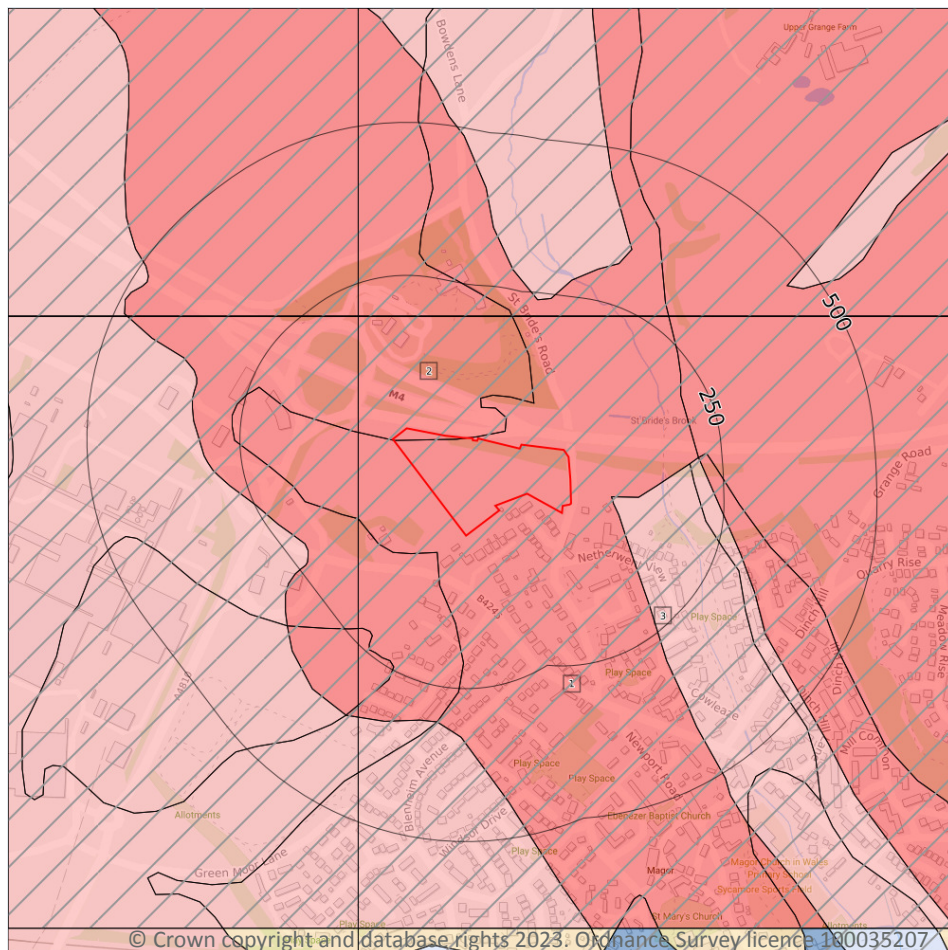 Upper Grange Farm
Bowdens Lane
500
St Bride's Road
2
M4
250
St Bride's Brook
Grange Road
Netherwent View
Quarry Rise
B4245
3
Play Space
Dinch Hill
Meadow Rise
Play Space
1
Cowleaze
Newport Road
Mill Common
Blenheim Avenue
Play Space
Play Space
Allotments
Ebenezer Baptist Church
Windsor Drive
Play Space
Green Moor Lane
Magor
Magor Church in Wales
Primary School
Sycamore Sports Field
St Mary's Church
Play Space
Allotments
© Crown copyright and database rights 2023. Ordnance Survey licence 100035207